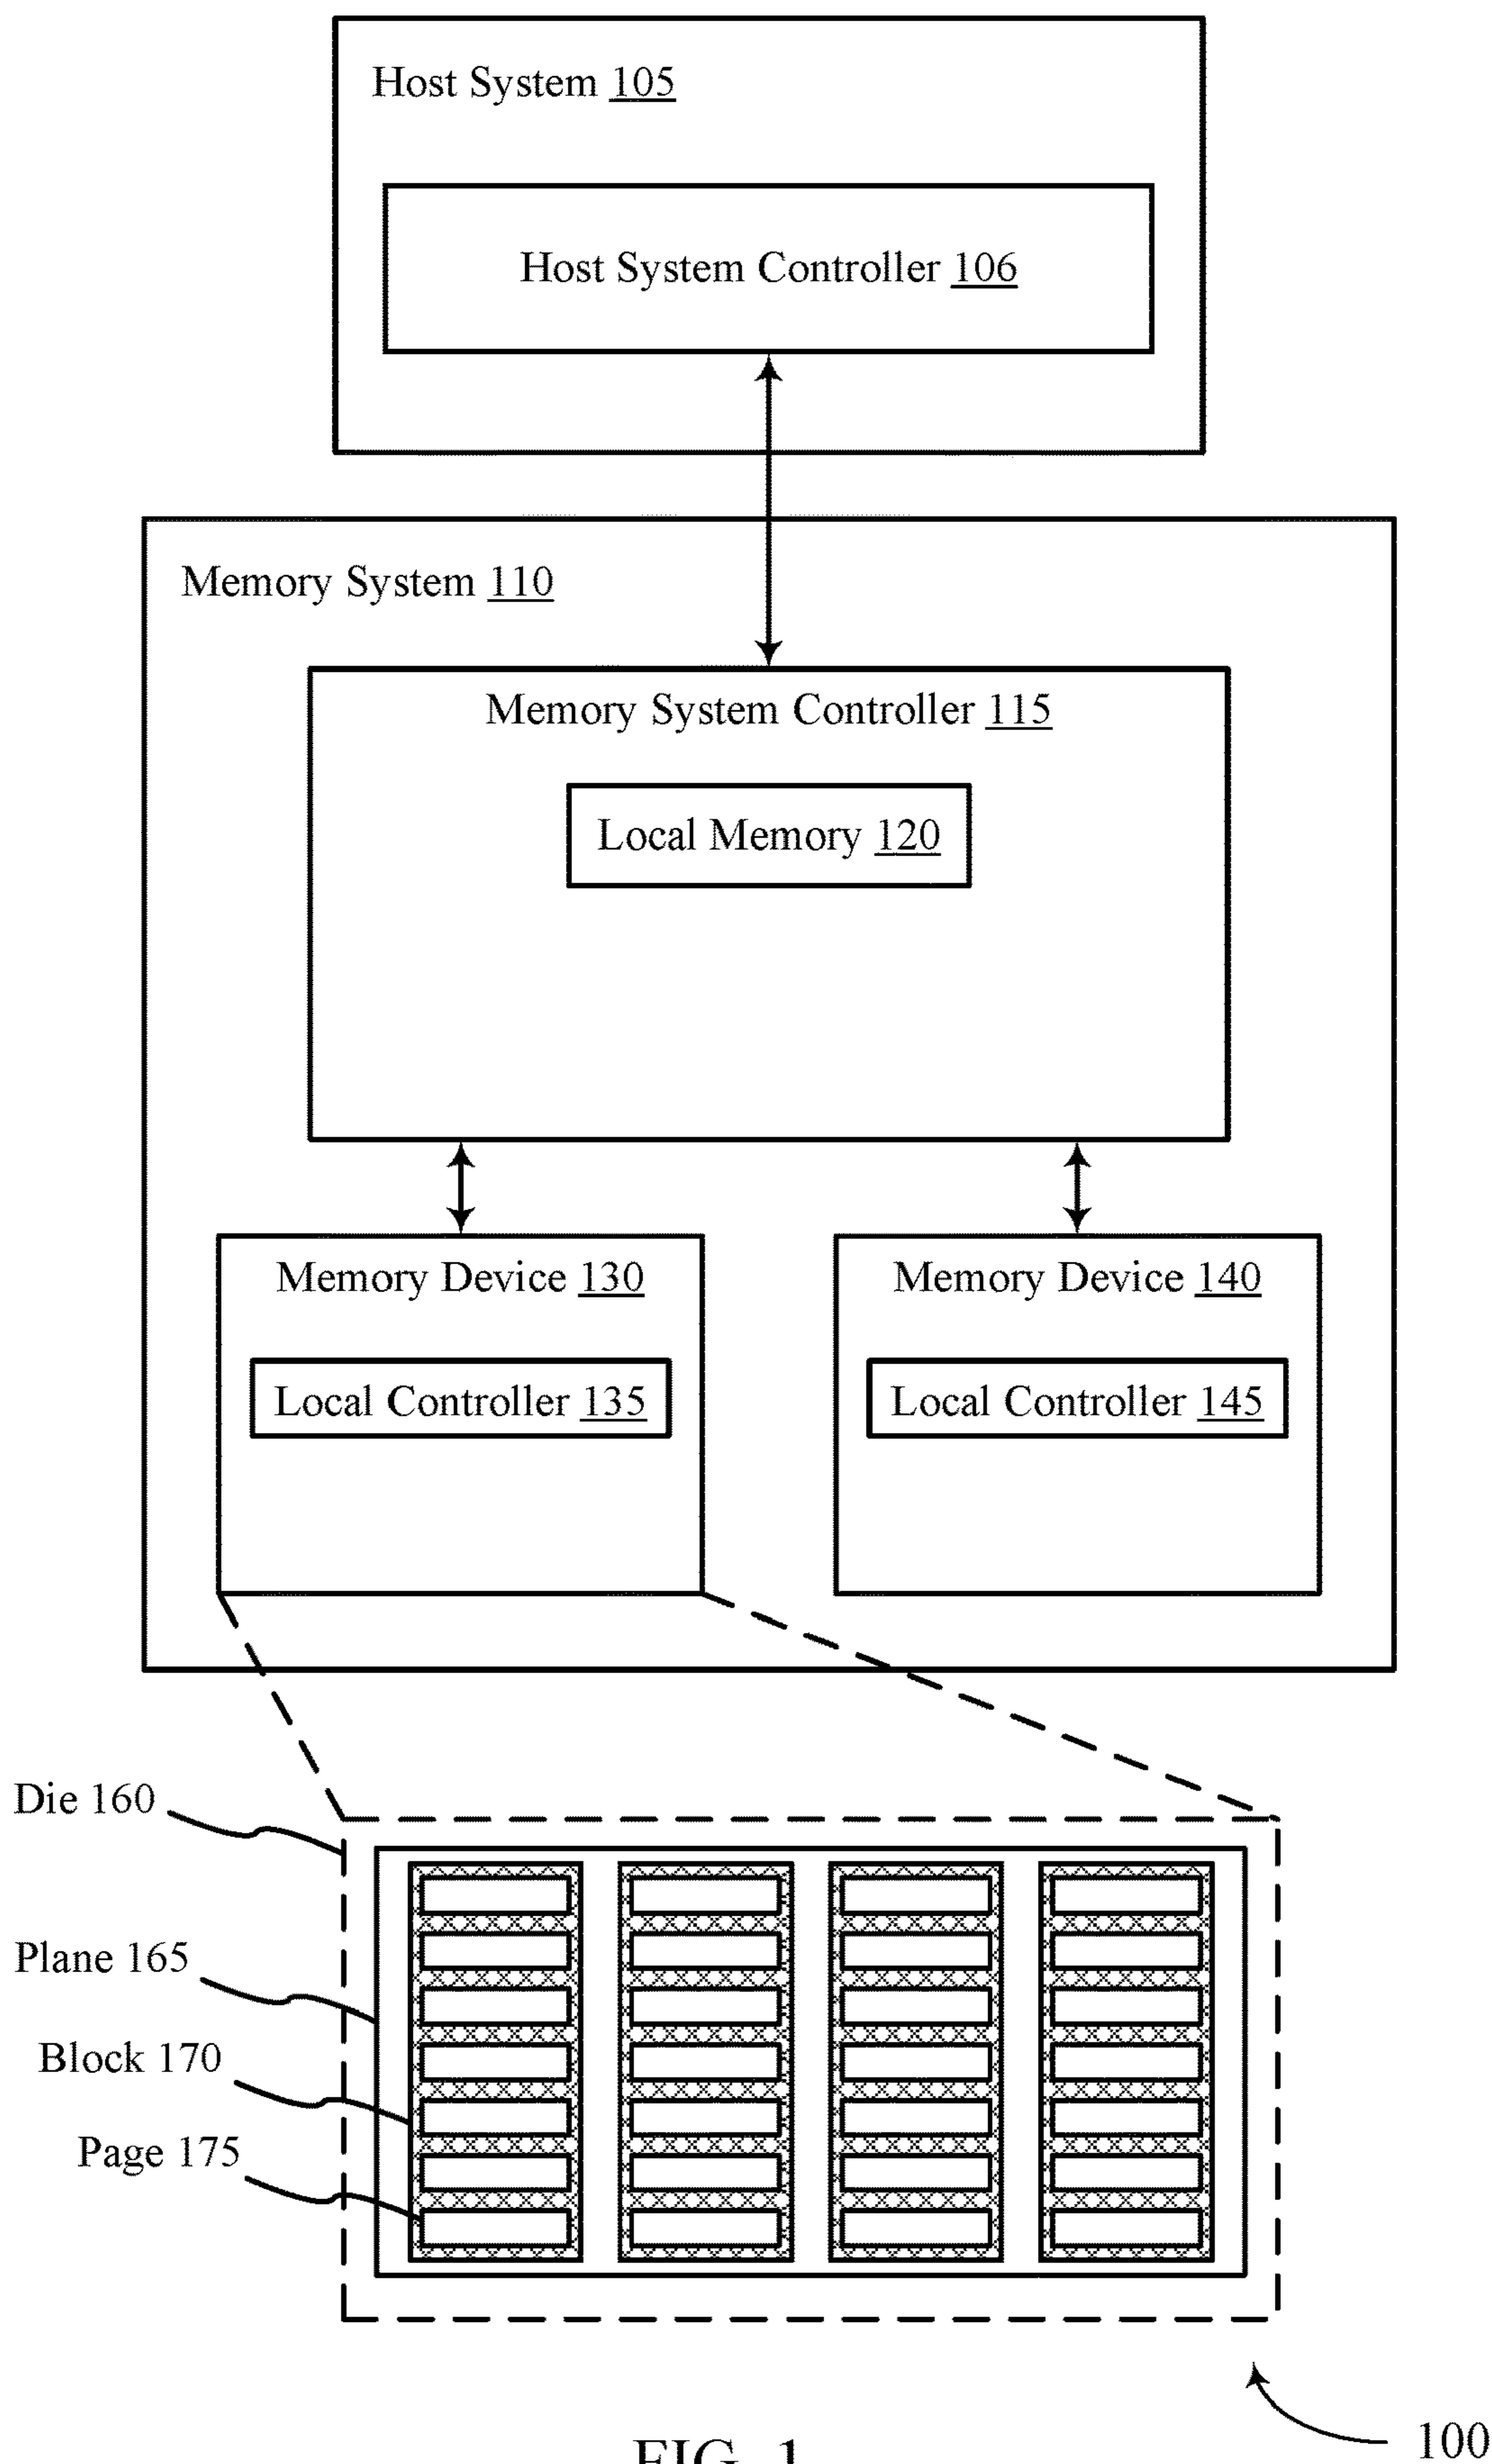 Host System 105
Host System Controller 106
Memory System 110
Memory System Controller 115
Local Memory 120
Memory Device 130
Memory Device 140
Local Controller 135
Local Controller 145
Die 160
Plane 165
Block 170
Page 175
100
FIG. 1